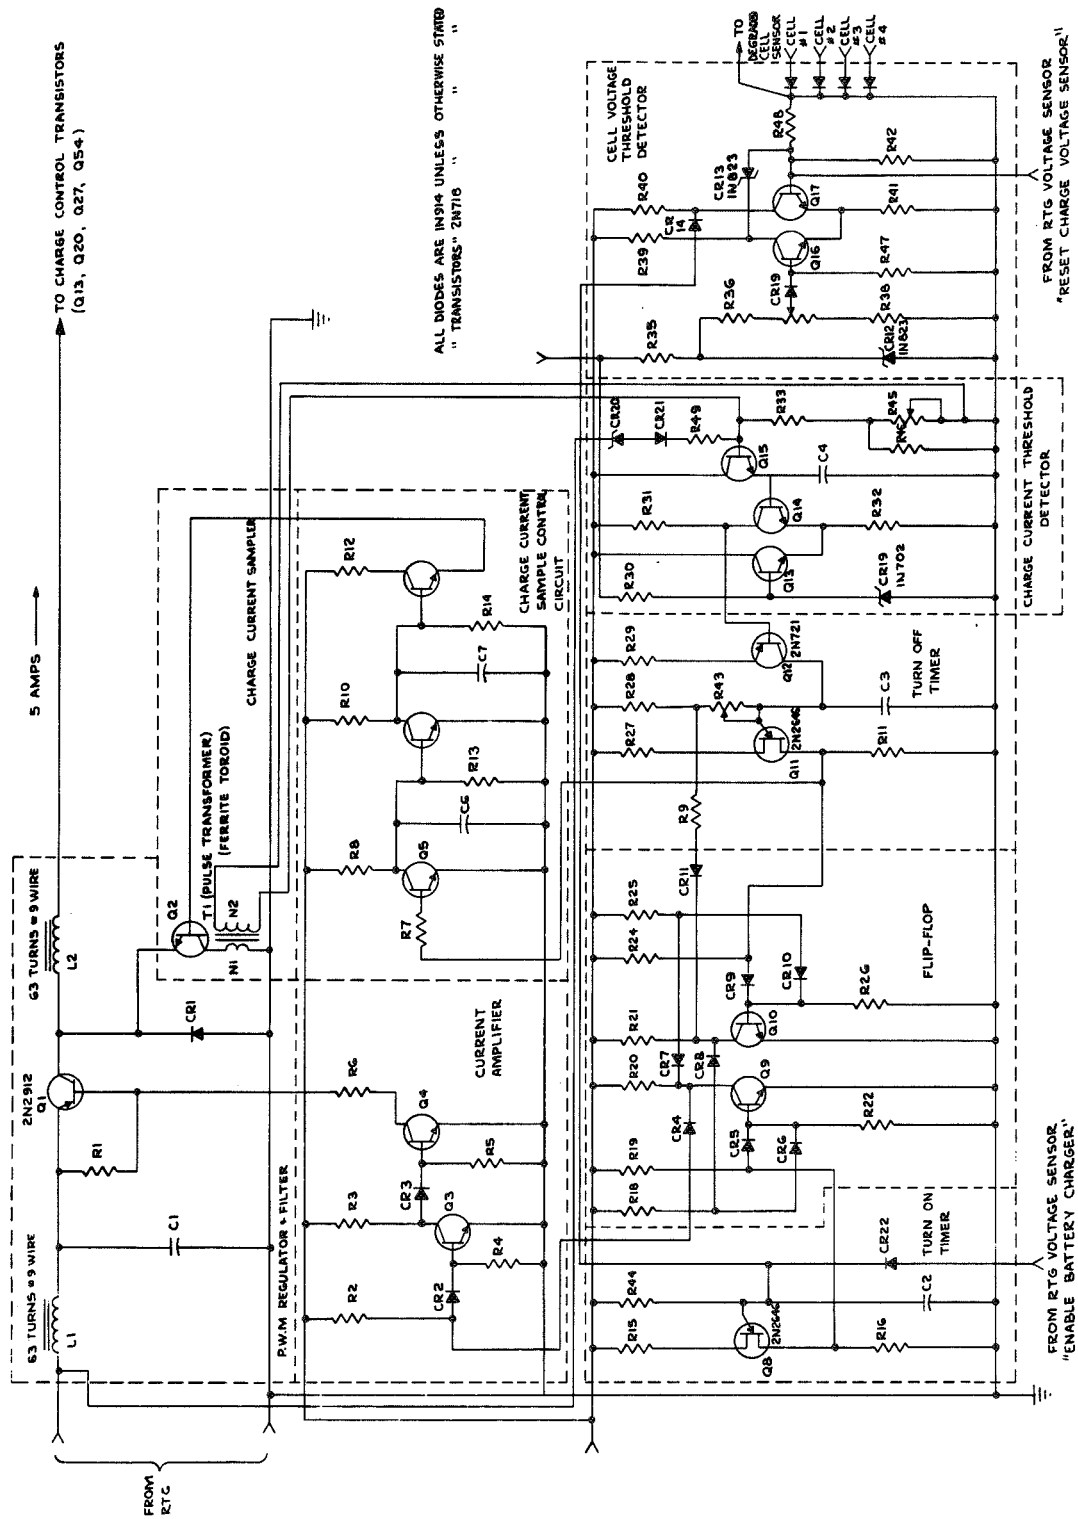 5 AMPS
TO CHARGE CONTROL TRANSISTORS
(Q13, Q20, Q27, Q54)
FROM
RTG
63 TURNS #9 WIRE
L1
C1
R1
2N2912
Q1
CR1
63 TURNS #9 WIRE
L2
P.W.M REGULATOR & FILTER
Q2
T1 (PULSE TRANSFORMER)
(FERRITE TOROID)
N1
N2
CHARGE CURRENT SAMPLER
R2
R3
R6
CR2
Q3
R4
CR3
Q4
R5
CURRENT
AMPLIFIER
R7
R8
Q5
C6
R13
R10
C7
R14
R12
CHARGE CURRENT
SAMPLE CONTROL
CIRCUIT
ALL DIODES ARE IN914 UNLESS OTHERWISE STATED
" TRANSISTORS" 2N718 " " "
R15
R44
Q8
2N2646
R16
C2
CR22
TURN ON
TIMER
FROM RTG VOLTAGE SENSOR
"ENABLE BATTERY CHARGER"
R18
R19
R20
R21
R24
R25
CR4
CR7
CR8
CR5
CR6
Q9
R22
Q10
CR9
CR10
R26
FLIP-FLOP
CR11
R9
R27
R28
R29
R43
Q11
2N2646
Q12
2N721
R11
C3
TURN OFF
TIMER
R30
R31
Q13
Q14
Q15
CR19
IN702
R32
C4
CR20
CR21
R49
R33
R45
R46
CHARGE CURRENT THRESHOLD
DETECTOR
R35
R36
CR12
IN823
R38
CR19
R47
R39
R40
CR
14
Q16
Q17
CR13
IN823
R41
R42
R48
CELL VOLTAGE
THRESHOLD
DETECTOR
TO
DEGRADED
CELL
SENSOR
CELL
#1
CELL
#2
CELL
#3
CELL
#4
FROM RTG VOLTAGE SENSOR
"RESET CHARGE VOLTAGE SENSOR"